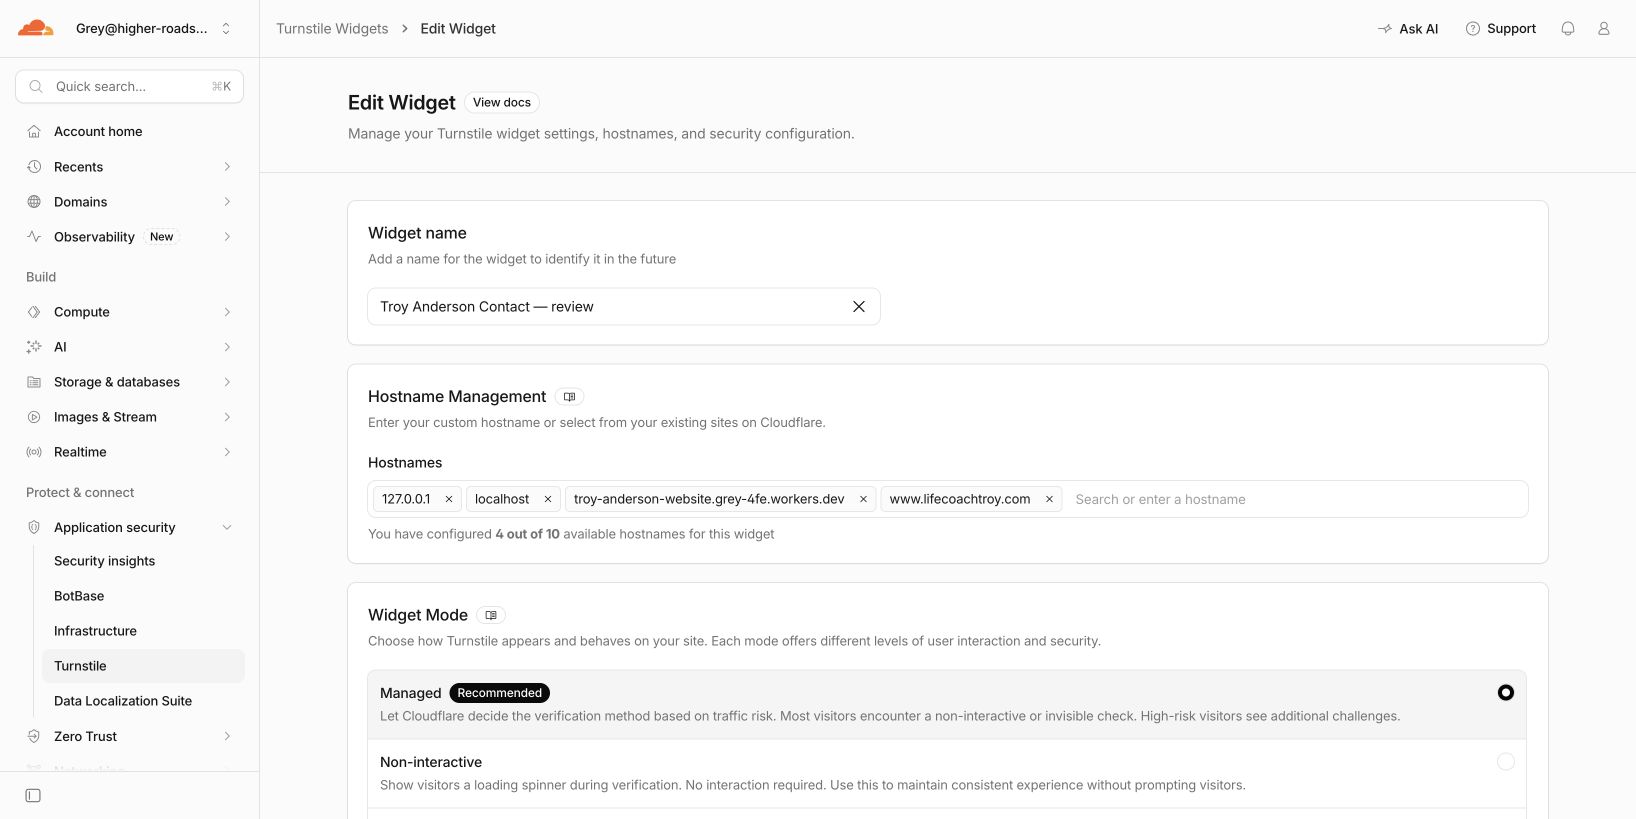 Grey@higher-roads...
Turnstile Widgets > Edit Widget
Ask AI
Support
Quick search...
⌘K
Account home
Recents
Domains
Observability New
Build
Compute
AI
Storage & databases
Images & Stream
Realtime
Protect & connect
Application security
Security insights
BotBase
Infrastructure
Turnstile
Data Localization Suite
Zero Trust
Edit Widget View docs
Manage your Turnstile widget settings, hostnames, and security configuration.
Widget name
Add a name for the widget to identify it in the future
Troy Anderson Contact — review
Hostname Management
Enter your custom hostname or select from your existing sites on Cloudflare.
Hostnames
127.0.0.1 × localhost × troy-anderson-website.grey-4fe.workers.dev × www.lifecoachtroy.com × Search or enter a hostname
You have configured 4 out of 10 available hostnames for this widget
Widget Mode
Choose how Turnstile appears and behaves on your site. Each mode offers different levels of user interaction and security.
Managed Recommended
Let Cloudflare decide the verification method based on traffic risk. Most visitors encounter a non-interactive or invisible check. High-risk visitors see additional challenges.
Non-interactive
Show visitors a loading spinner during verification. No interaction required. Use this to maintain consistent experience without prompting visitors.